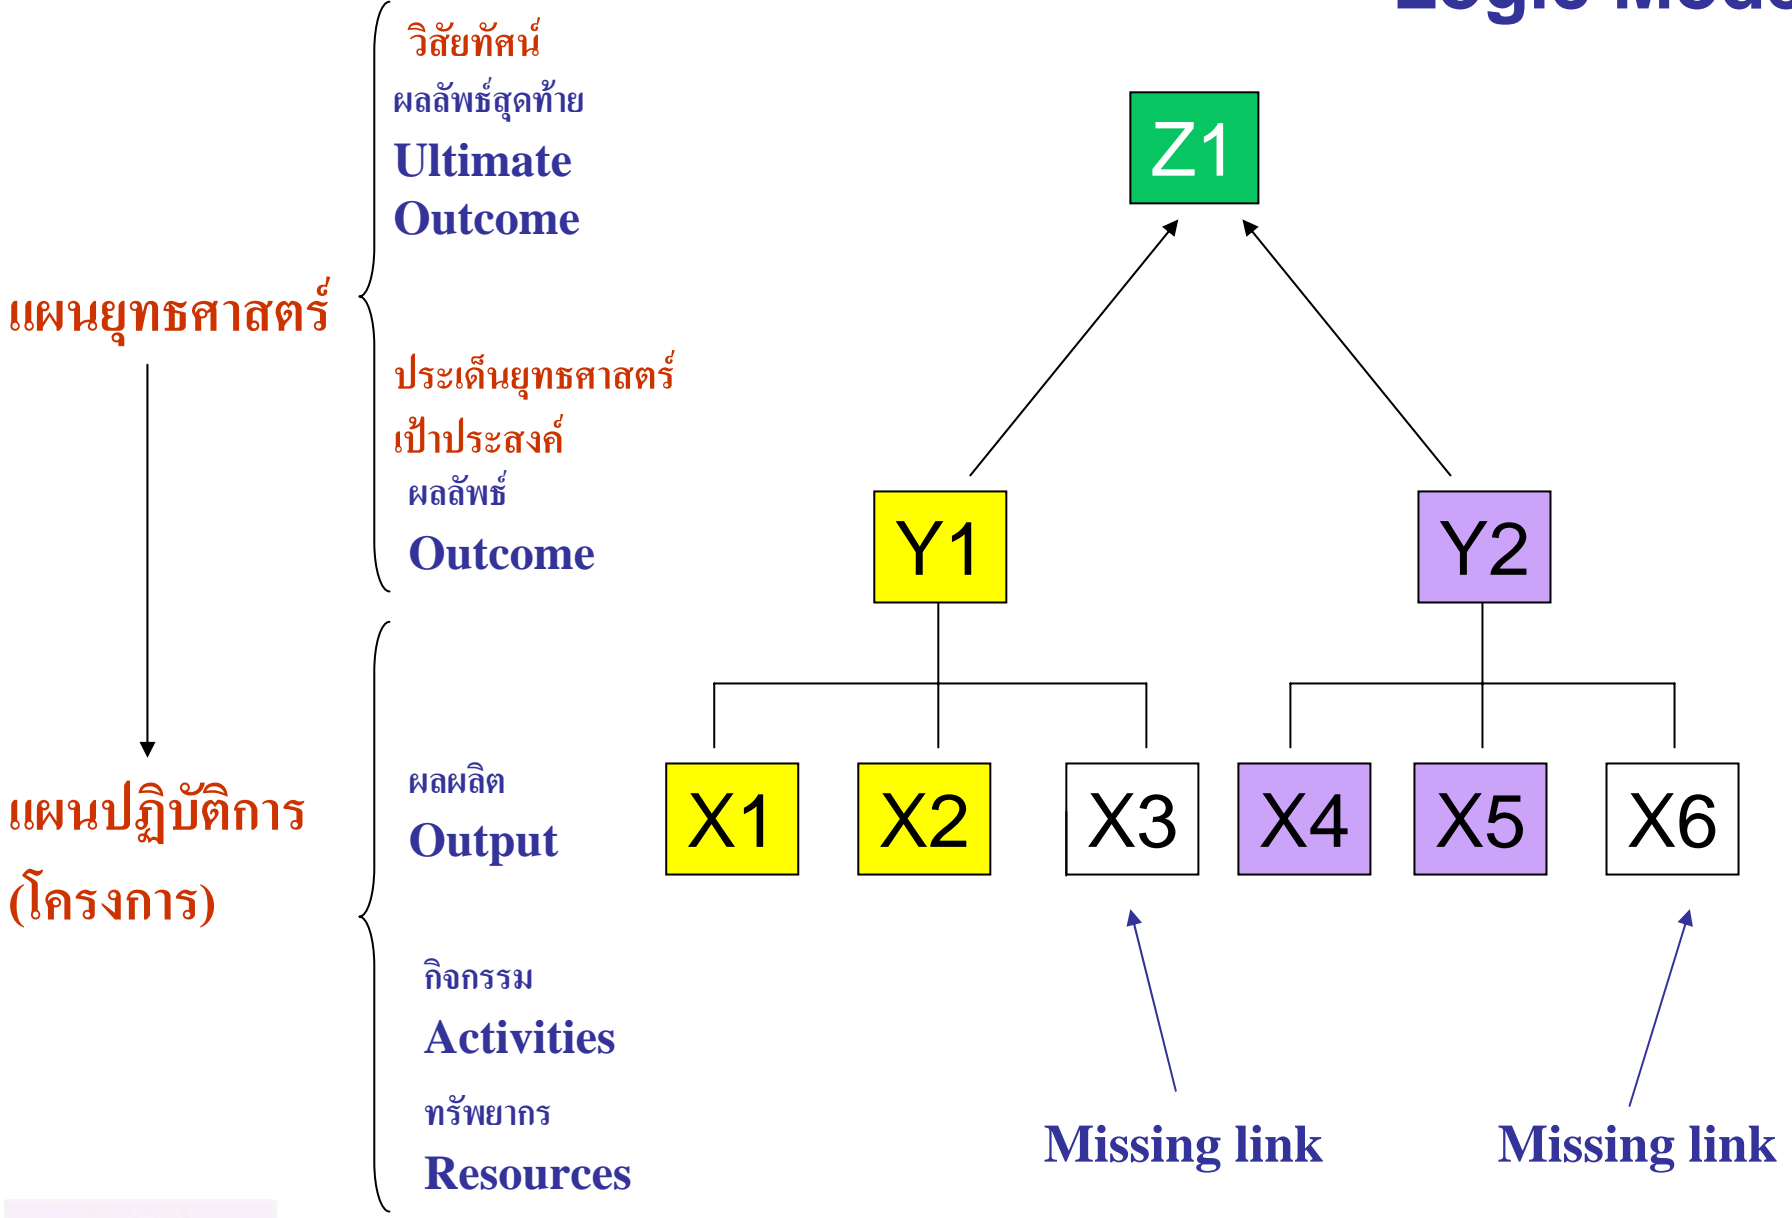 Logic
วิสัยทัศน์
ผลลัพธ์สุดท้าย
Ultimate
Outcome
Z1
แผนยุทธศาสตร์
ประเด็นยุทธศาสตร์
เป้าประสงค์
ผลลัพธ์
Outcome
Y1
Y2
แผนปฏิบัติการ
(โครงการ)
ผลผลิต
Output
X1
X2
X3
X4
X5
X6
กิจกรรม
Activities
ทรัพยากร
Resources
Missing link
Missing link